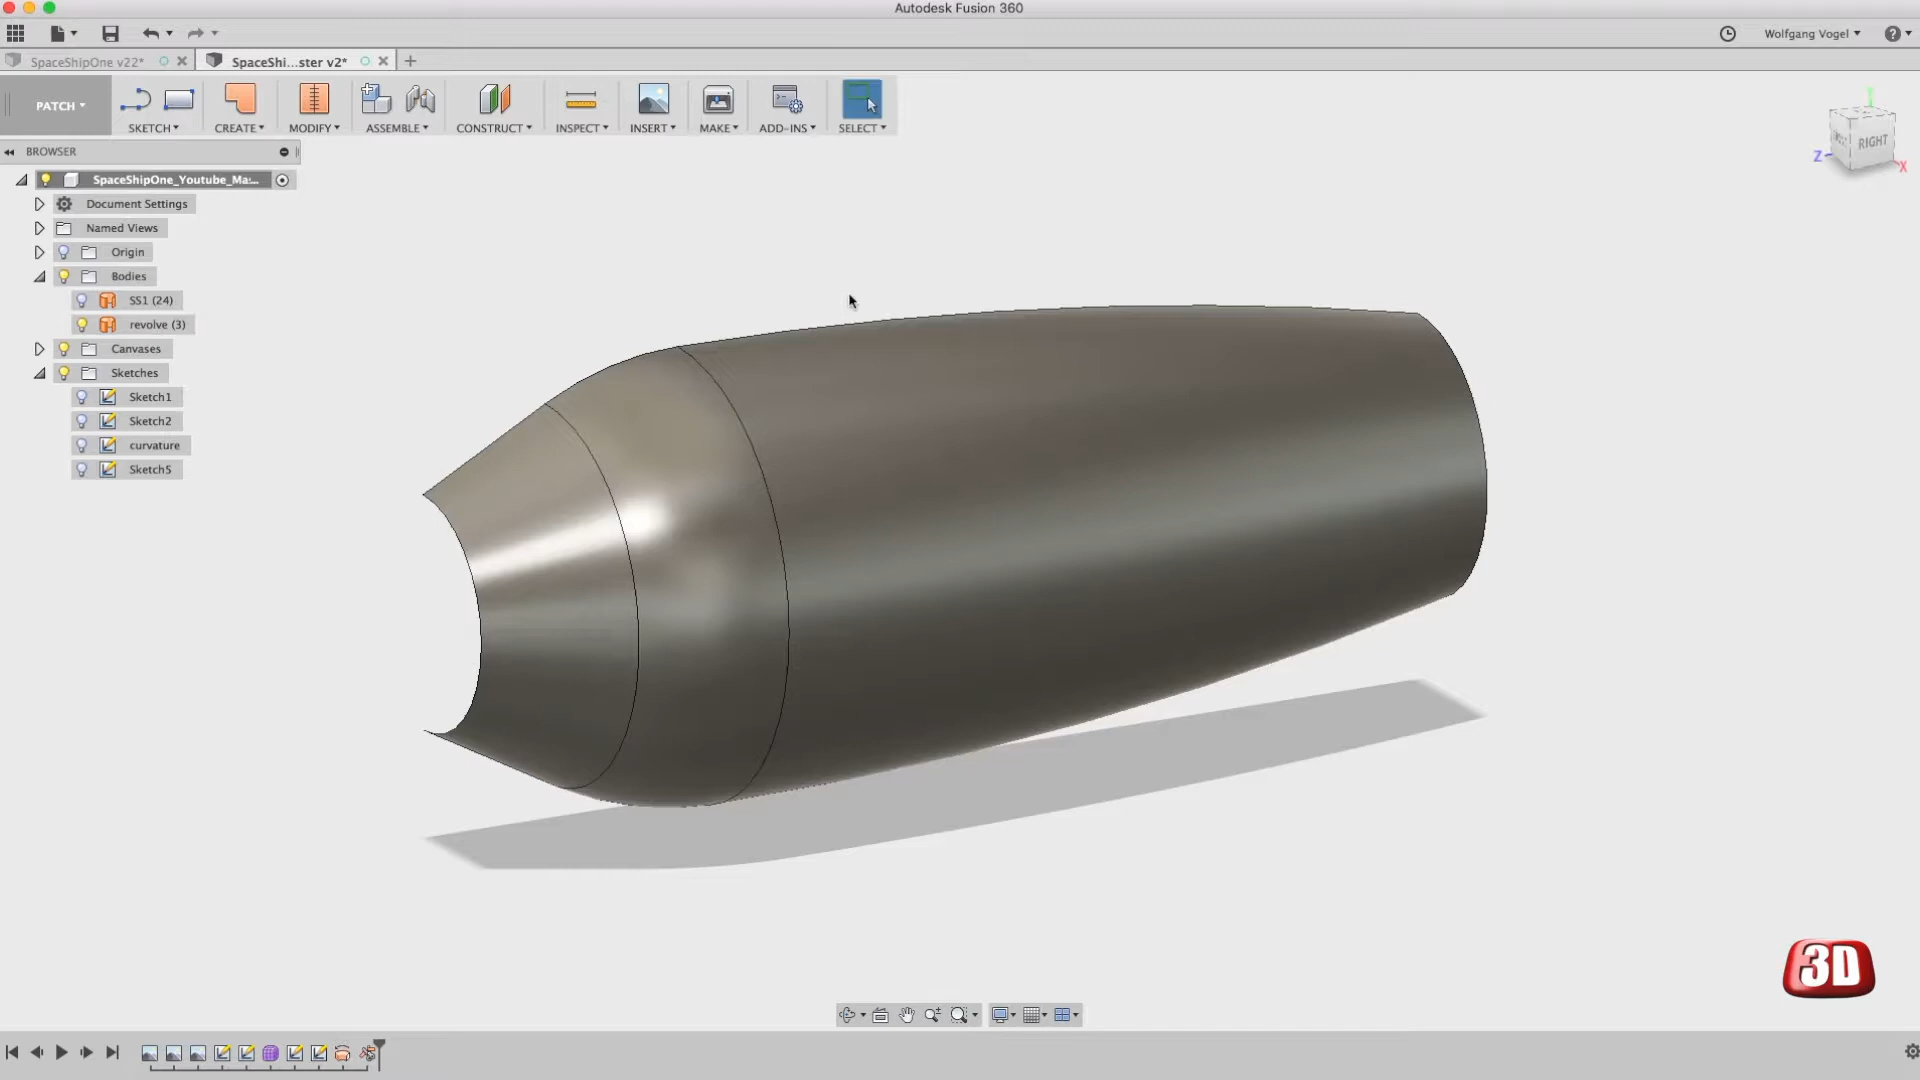 Autodesk Fusion 360
Wolfgang Vogel
SpaceShipOne v22*
SpaceShi...ster v2*
PATCH
SKETCH
CREATE
MODIFY
ASSEMBLE
CONSTRUCT
INSPECT
INSERT
MAKE
ADD-INS
SELECT
RIGHT
Z
X
BROWSER
SpaceShipOne_Youtube_Ma...
Document Settings
Named Views
Origin
Bodies
SS1 (24)
revolve (3)
Canvases
Sketches
Sketch1
Sketch2
curvature
Sketch5
3D